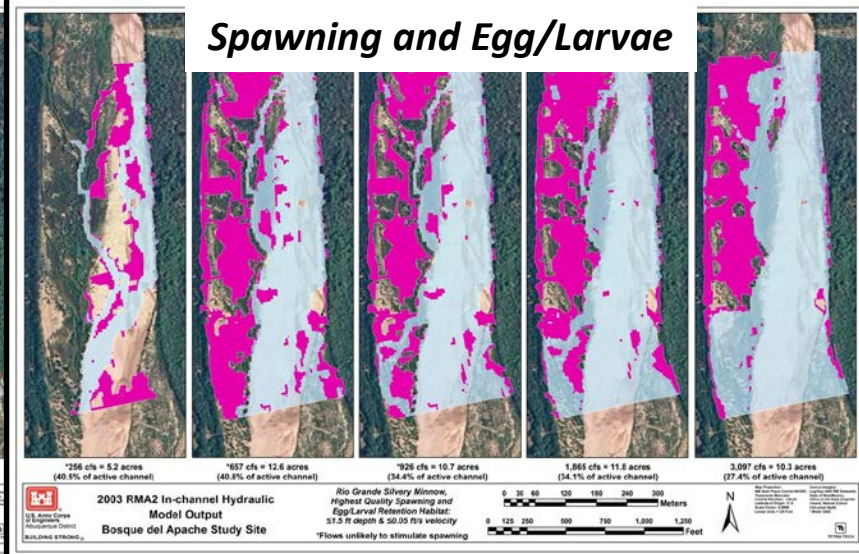 Spawning and Egg/Larvae
*256 cfs = 5.2 acres
(40.5% of active channel)
*657 cfs = 12.6 acres
(40.8% of active channel)
*926 cfs = 10.7 acres
(34.4% of active channel)
1,865 cfs = 11.8 acres
(34.1% of active channel)
3,097 cfs = 10.3 acres
(27.4% of active channel)
U.S. Army Corps
of Engineers
Albuquerque District
BUILDING STRONG®
2003 RMA2 In-channel Hydraulic
Model Output
Bosque del Apache Study Site
Rio Grande Silvery Minnow,
Highest Quality Spawning and
Egg/Larval Retention Habitat:
≤1.5 ft depth & ≤0.05 ft/s velocity
*Flows unlikely to stimulate spawning
0 30 60 120 180 240 300
Meters
0 125 250 500 750 1,000 1,250
Feet
N
TETRA TECH